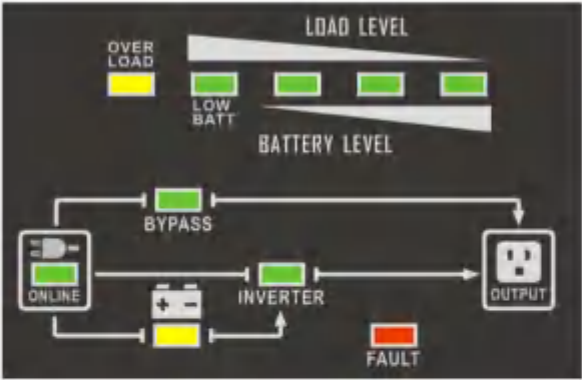 LOAD LEVEL
OVER
LOAD
LOW
BATT
BATTERY LEVEL
BYPASS
ONLINE
INVERTER
OUTPUT
FAULT